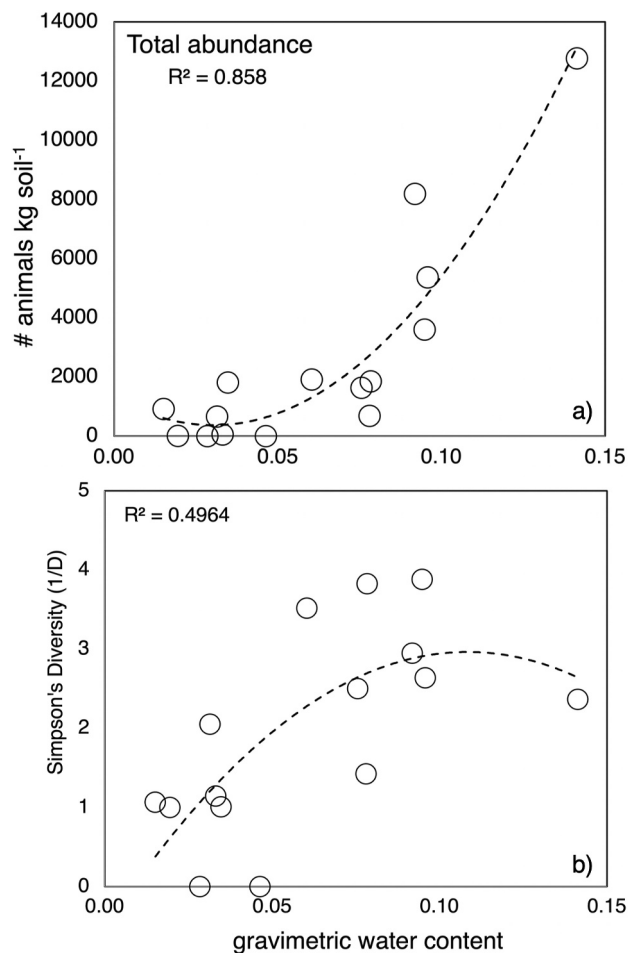 14000
Total abundance
R² = 0.858
12000
10000
8000
6000
4000
2000
0
# animals kg soil⁻¹
a)
0.00
0.05
0.10
0.15
5
R² = 0.4964
4
3
2
1
0
Simpson's Diversity (1/D)
b)
0.00
0.05
0.10
0.15
gravimetric water content